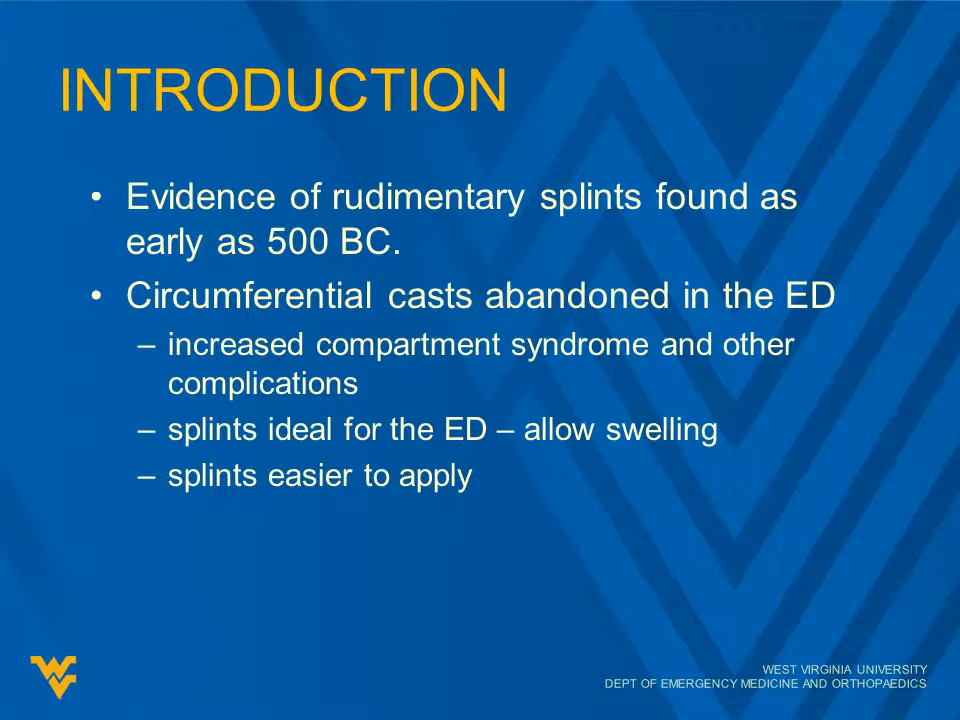 INTRODUCTION
• Evidence of rudimentary splints found as
early as 500 BC.
• Circumferential casts abandoned in the ED
– increased compartment syndrome and other
complications
– splints ideal for the ED – allow swelling
– splints easier to apply
WEST VIRGINIA UNIVERSITY
DEPT OF EMERGENCY MEDICINE AND ORTHOPAEDICS